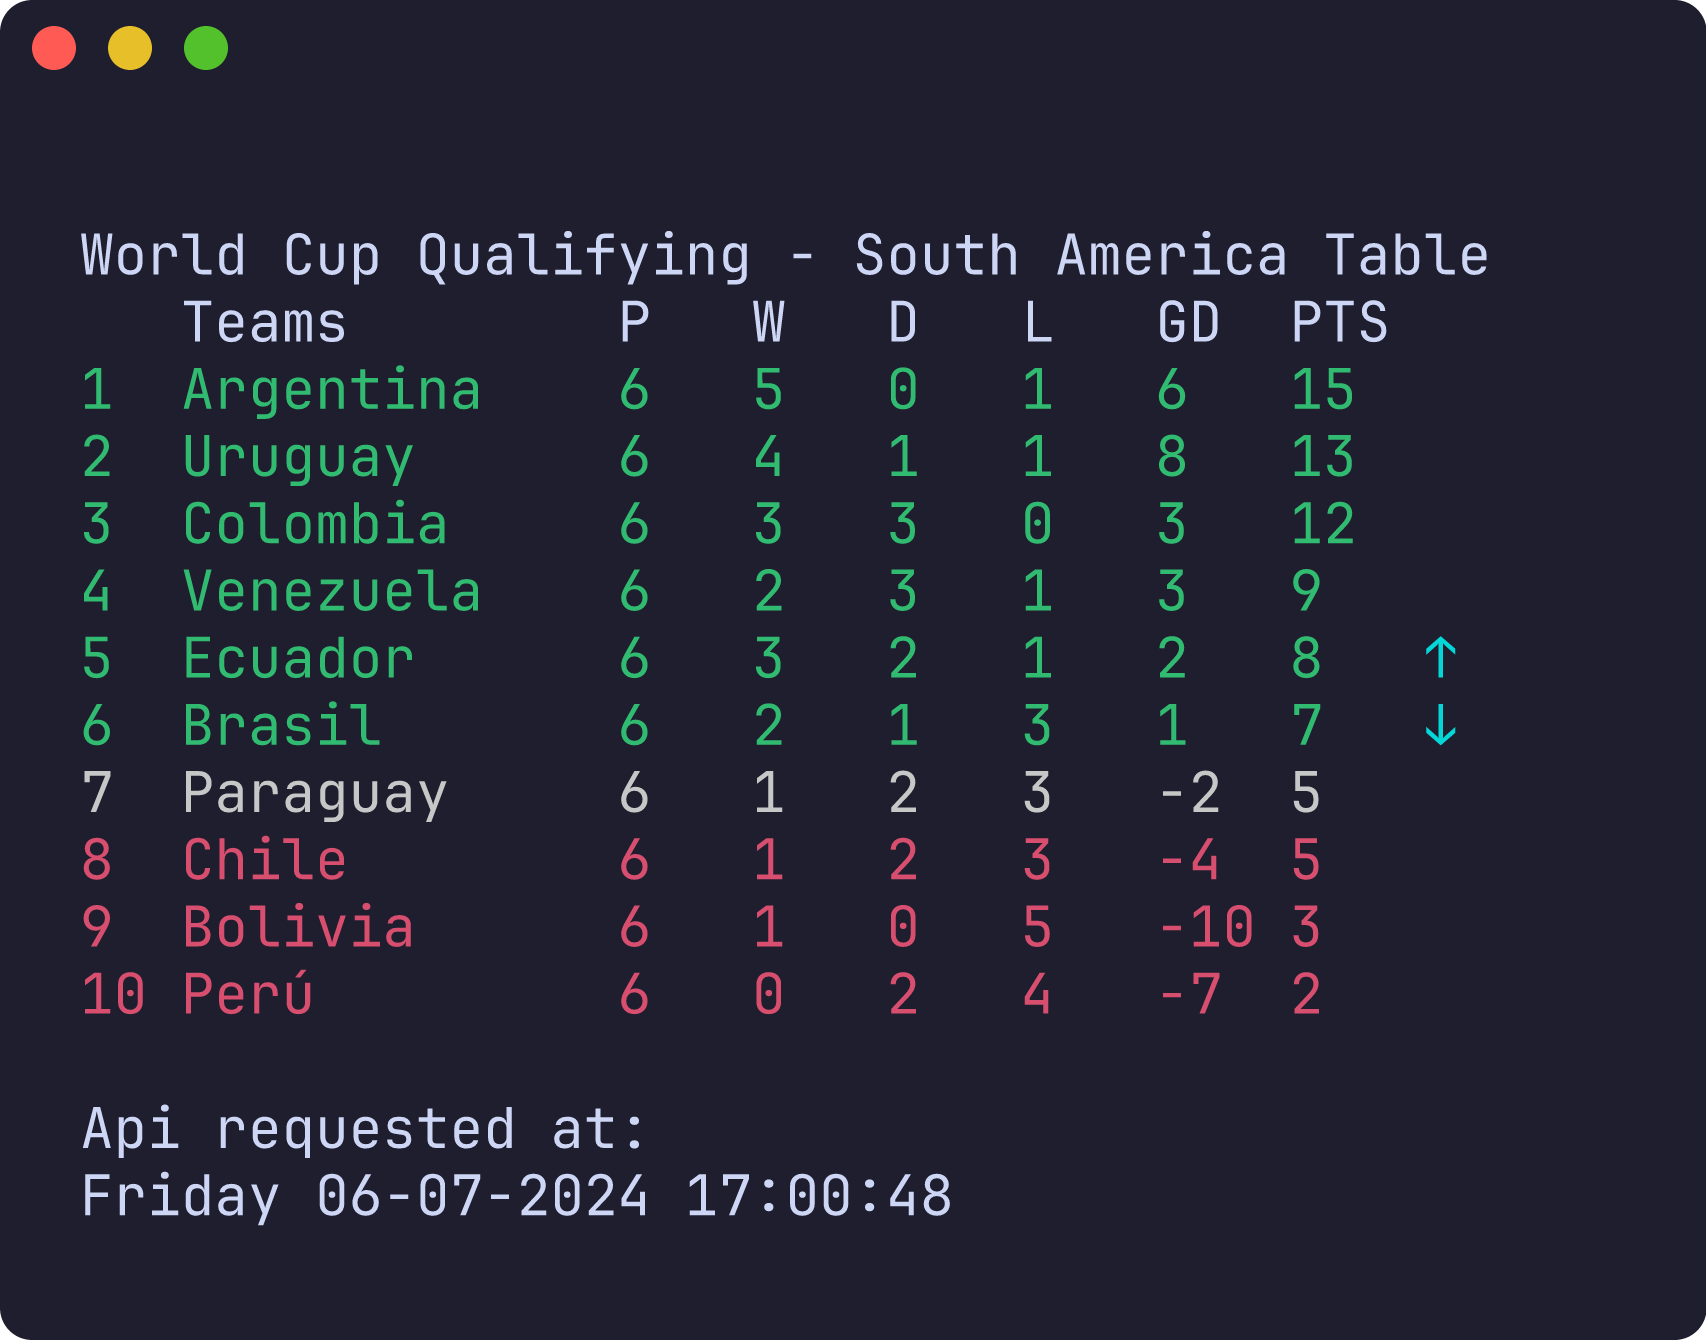 World Cup Qualifying - South America Table
Teams P W D L GD PTS
1 Argentina 6 5 0 1 6 15
2 Uruguay 6 4 1 1 8 13
3 Colombia 6 3 3 0 3 12
4 Venezuela 6 2 3 1 3 9
5 Ecuador 6 3 2 1 2 8 ↑
6 Brasil 6 2 1 3 1 7 ↓
7 Paraguay 6 1 2 3 -2 5
8 Chile 6 1 2 3 -4 5
9 Bolivia 6 1 0 5 -10 3
10 Perú 6 0 2 4 -7 2
Api requested at:
Friday 06-07-2024 17:00:48